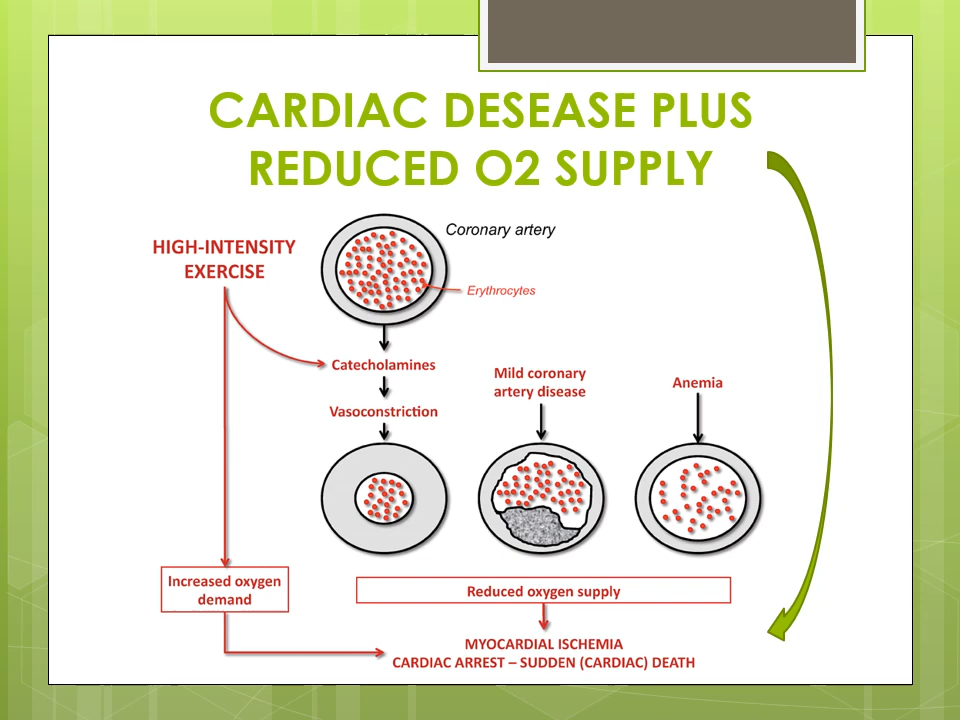 CARDIAC DESEASE PLUS
REDUCED O2 SUPPLY
Coronary artery
HIGH-INTENSITY
EXERCISE
Erythrocytes
Catecholamines
Mild coronary
artery disease
Anemia
Vasoconstriction
Increased oxygen
demand
Reduced oxygen supply
MYOCARDIAL ISCHEMIA
CARDIAC ARREST – SUDDEN (CARDIAC) DEATH